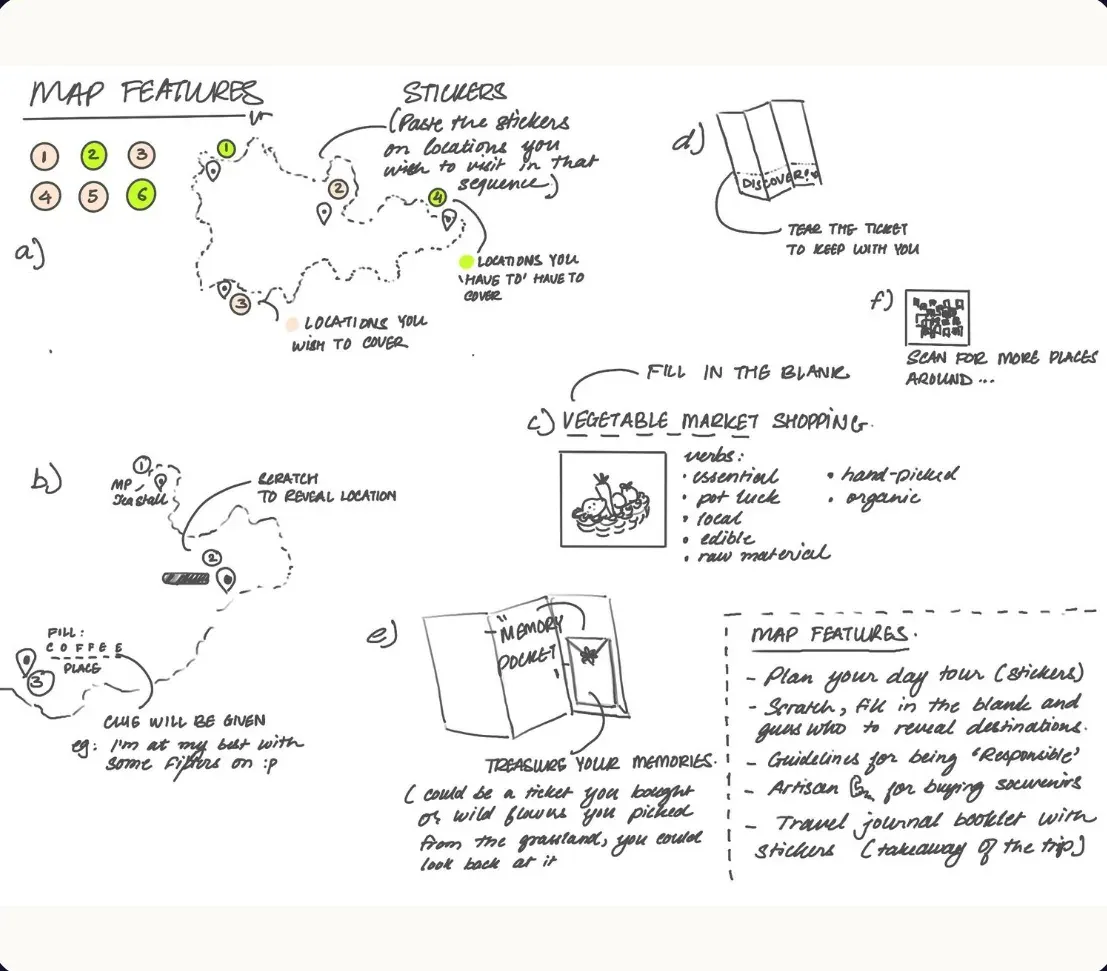 MAP FEATURES
1 2 3
4 5 6
a)
STICKERS
(Paste the stickers
on locations you
wish to visit in that
sequence)
1
2
4
3
LOCATIONS YOU
'HAVE TO' HAVE TO
COVER
LOCATIONS YOU
WISH TO COVER
d)
DISCOVER!
TEAR THE TICKET
TO KEEP WITH YOU
f)
SCAN FOR MORE PLACES
AROUND...
FILL IN THE BLANK
c) VEGETABLE MARKET SHOPPING.
verbs:
• essential
• pot luck
• local
• edible
• raw material
• hand-picked
• organic
b)
1
MP
Tea stall
SCRATCH
TO REVEAL LOCATION
2
FILL:
COFFEE
PLACE
3
CLUE WILL BE GIVEN
eg: I'm at my best with
some filters on :p
e)
"MEMORY
POCKET"
TREASURE YOUR MEMORIES.
( could be a ticket you bought
or wild flowers you picked
from the grassland, you could
look back at it
MAP FEATURES.
- Plan your day tour (stickers)
- Scratch, fill in the blank and
guess who to reveal destinations.
- Guidelines for being 'Responsible'
- Artisan for buying souvenirs
- Travel journal booklet with
stickers (takeaway of the trip)